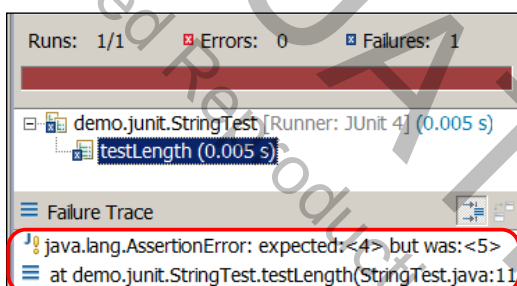 Runs: 1/1 Errors: 0 Failures: 1
demo.junit.StringTest [Runner: JUnit 4] (0.005 s)
testLength (0.005 s)
Failure Trace
java.lang.AssertionError: expected:<4> but was:<5>
at demo.junit.StringTest.testLength(StringTest.java:11